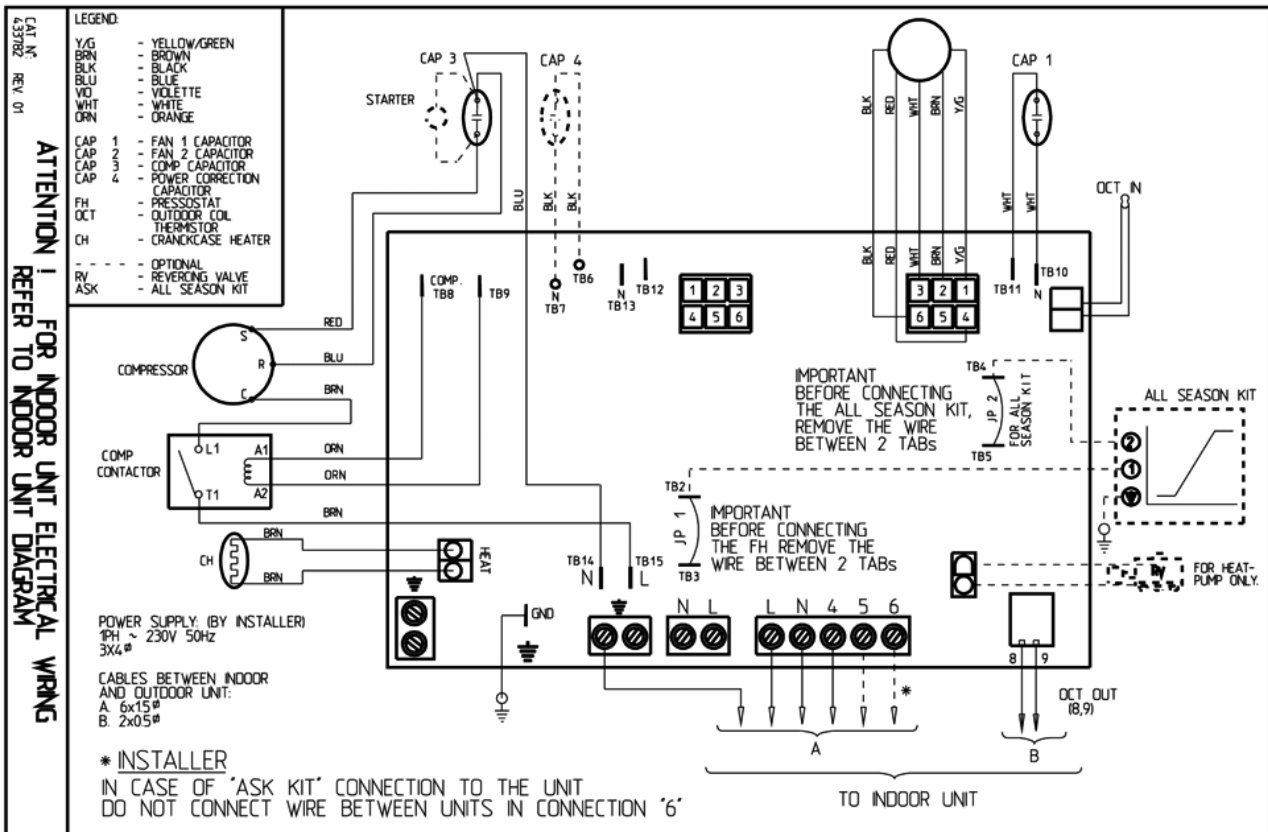 CAT Nº:
433782 REV. 01
ATTENTION ! FOR INDOOR UNIT ELECTRICAL WIRING
REFER TO INDOOR UNIT DIAGRAM
LEGEND:
Y/G - YELLOW/GREEN
BRN - BROWN
BLK - BLACK
BLU - BLUE
VIO - VIOLETTE
WHT - WHITE
ORN - ORANGE
CAP 1 - FAN 1 CAPACITOR
CAP 2 - FAN 2 CAPACITOR
CAP 3 - COMP CAPACITOR
CAP 4 - POWER CORRECTION
CAPACITOR
FH - PRESSOSTAT
OCT - OUTDOOR COIL
THERMISTOR
CH - CRANCKCASE HEATER
- - - - - OPTIONAL
RV - REVERCING VALVE
ASK - ALL SEASON KIT
CAP 3
STARTER
CAP 4
BLU
BLK
BLK
BLK
RED
WHT
BRN
Y/G
CAP 1
WHT
WHT
OCT IN
COMP.
TB8
TB9
TB6
N
TB7
TB12
N
TB13
1 2 3
4 5 6
BLK
RED
WHT
BRN
Y/G
3 2 1
6 5 4
TB11
TB10
N
COMPRESSOR
S
R
C
RED
BLU
BRN
COMP
CONTACTOR
L1
T1
A1
A2
ORN
ORN
BRN
CH
BRN
BRN
HEAT
IMPORTANT
BEFORE CONNECTING
THE ALL SEASON KIT,
REMOVE THE WIRE
BETWEEN 2 TABs
TB4
JP 2
FOR ALL
SEASON KIT
TB5
ALL SEASON KIT
2
1
TB2
JP 1
TB3
IMPORTANT
BEFORE CONNECTING
THE FH REMOVE THE
WIRE BETWEEN 2 TABs
TB14
N
TB15
L
RV
FOR HEAT-
PUMP ONLY.
GND
N L
L N 4 5 6
8 9
POWER SUPPLY: (BY INSTALLER)
1PH ~ 230V 50Hz
3X4ø
CABLES BETWEEN INDOOR
AND OUTDOOR UNIT:
A. 6x1.5ø
B. 2x0.5ø
*
A
OCT OUT
(8,9)
B
TO INDOOR UNIT
* INSTALLER
IN CASE OF "ASK KIT" CONNECTION TO THE UNIT
DO NOT CONNECT WIRE BETWEEN UNITS IN CONNECTION "6"